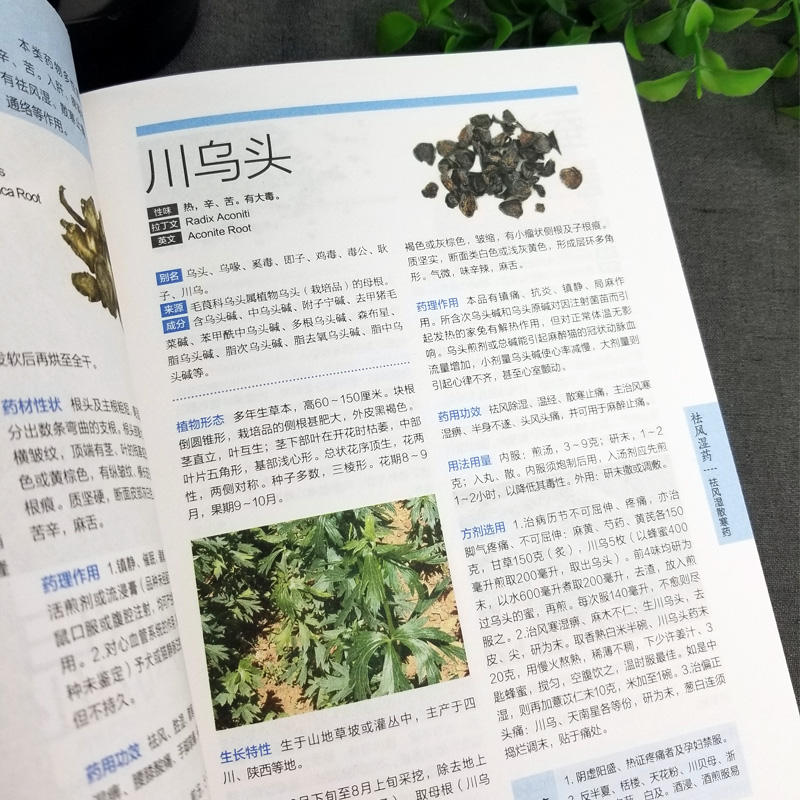 本类药物多
辛、苦。入肝、
有祛风湿、散寒
通络等作用。
ca Root
发软后再烘至全干。
药材性状 根头及主根粗短，
分出数条弯曲的支根，
横皱纹，顶端有茎、叶
色或黄棕色，有纵皱纹，
根痕。质坚硬，断面皮部
苦辛，麻舌。
药理作用 1.镇静、催眠、
活煎剂或流浸膏（品种
鼠口服或腹腔注射，均
用。2.对心血管系统的作用
种未鉴定）予犬或猫静脉
但不持久。
药用功效 祛风、胜湿、
川乌头
性味 热，辛、苦。有大毒。
拉丁文 Radix Aconiti
英文 Aconite Root
别名 乌头、乌喙、奚毒、即子、鸡毒、毒公、耿
子、川乌。
来源 毛茛科乌头属植物乌头（栽培品）的母根。
成分 含乌头碱、中乌头碱、附子宁碱、去甲猪毛
菜碱、苯甲酰中乌头碱、多根乌头碱、森布星、
脂乌头碱、脂次乌头碱、脂去氧乌头碱、脂中乌
头碱等。
植物形态 多年生草本，高60～150厘米。块根
倒圆锥形，栽培品的侧根甚肥大，外皮黑褐色。
茎直立，叶互生；茎下部叶在开花时枯萎，中部
叶片五角形，基部浅心形。总状花序顶生，花两
性，两侧对称。种子多数，三棱形。花期8～9
月，果期9～10月。
生长特性 生于山地草坡或灌丛中，主产于四
川、陕西等地。
月下旬至8月上旬采挖，除去地上
取母根（川乌
褐色或灰棕色，皱缩，有小瘤状侧根及子根痕。
质坚实，断面类白色或浅灰黄色，形成层环多角
形。气微，味辛辣，麻舌。
药理作用 本品有镇痛、抗炎、镇静、局麻作
用。所含次乌头碱和乌头原碱对因注射菌苗而引
起发热的家兔有解热作用，但对正常体温无影
响。乌头煎剂或总碱能引起麻醉猫的冠状动脉血
流量增加，小剂量乌头碱使心率减慢，大剂量则
引起心律不齐，甚至心室颤动。
药用功效 祛风除湿、温经、散寒止痛，主治风寒
湿痹、半身不遂、头风头痛，并可用于麻醉止痛。
用法用量 内服：煎汤，3～9克；研末，1～2
克；入丸、散。内服须炮制后用，入汤剂应先煎
1～2小时，以降低其毒性。外用：研末撒或调敷。
方剂选用 1.治病历节不可屈伸、疼痛，亦治
脚气疼痛、不可屈伸：麻黄、芍药、黄芪各150
克，甘草150克（炙），川乌5枚（以蜂蜜400
毫升煎取200毫升，取出乌头）。前4味均研为
末，以水600毫升煮取200毫升，去渣，放入煎
过乌头的蜜，再煎。每次服140毫升，不愈则尽
服之。2.治风寒湿痹、麻木不仁：生川乌头，去
皮、尖，研为末。取香熟白米半碗，川乌头药末
20克，用慢火熬熟，稀薄不稠，下少许姜汁，3
匙蜂蜜，搅匀，空腹饮之，温时服最佳。如是中
湿，则再加薏苡仁末10克，米加至1碗。3.治偏正
头痛：川乌、天南星各等份，研为末，葱白连须
捣烂调末，贴于痛处。
1. 阴虚阳盛、热证疼痛者及孕妇禁服。
2. 反半夏、栝楼、天花粉、川贝母、浙
白及。酒浸、酒煎服易
祛风湿药
祛风湿散寒药